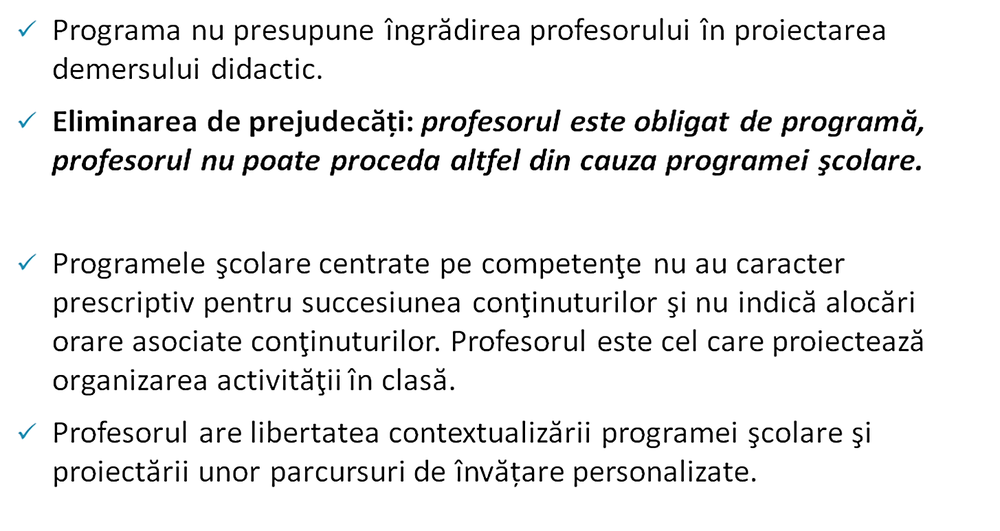 ✓ Programa nu presupune îngrădirea profesorului în proiectarea
demersului didactic.
✓ Eliminarea de prejudecăți: profesorul este obligat de programă,
profesorul nu poate proceda altfel din cauza programei şcolare.
✓ Programele şcolare centrate pe competenţe nu au caracter
prescriptiv pentru succesiunea conţinuturilor şi nu indică alocări
orare asociate conţinuturilor. Profesorul este cel care proiectează
organizarea activităţii în clasă.
✓ Profesorul are libertatea contextualizării programei şcolare şi
proiectării unor parcursuri de învățare personalizate.